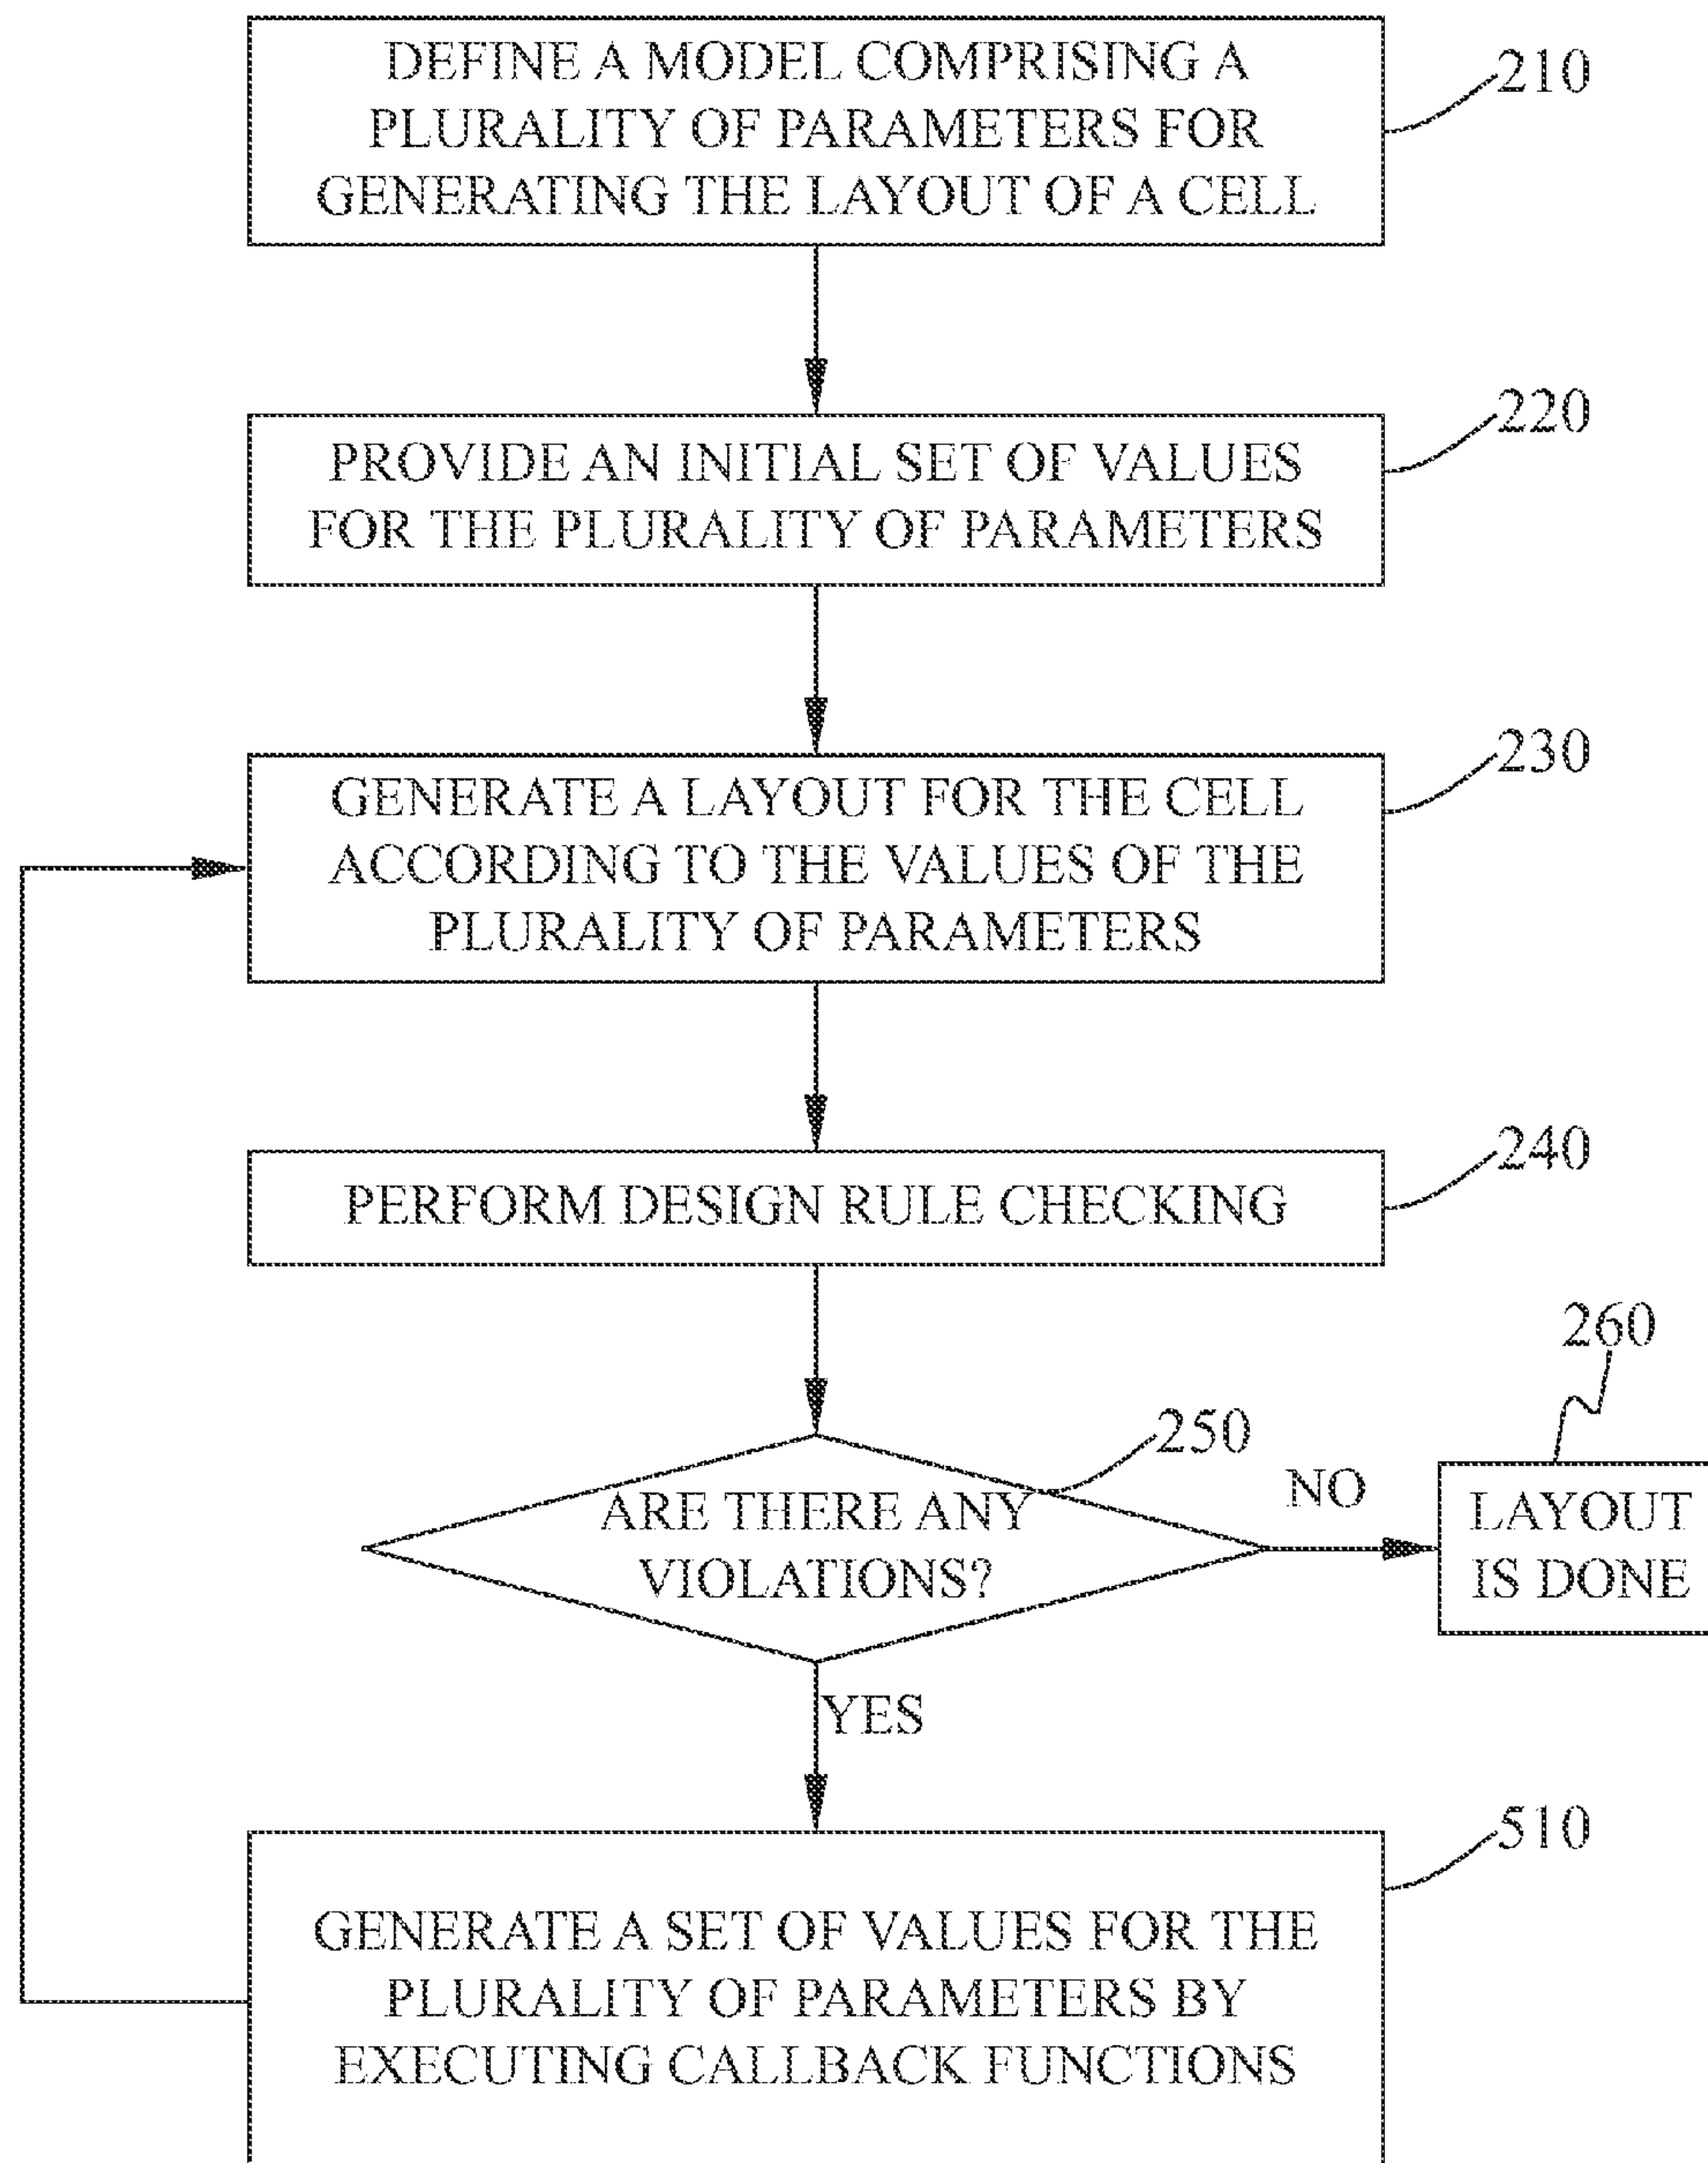 DEFINE A MODEL COMPRISING A
PLURALITY OF PARAMETERS FOR
GENERATING THE LAYOUT OF A CELL
210
PROVIDE AN INITIAL SET OF VALUES
FOR THE PLURALITY OF PARAMETERS
220
GENERATE A LAYOUT FOR THE CELL
ACCORDING TO THE VALUES OF THE
PLURALITY OF PARAMETERS
230
PERFORM DESIGN RULE CHECKING
240
ARE THERE ANY
VIOLATIONS?
250
NO
260
LAYOUT
IS DONE
YES
GENERATE A SET OF VALUES FOR THE
PLURALITY OF PARAMETERS BY
EXECUTING CALLBACK FUNCTIONS
510